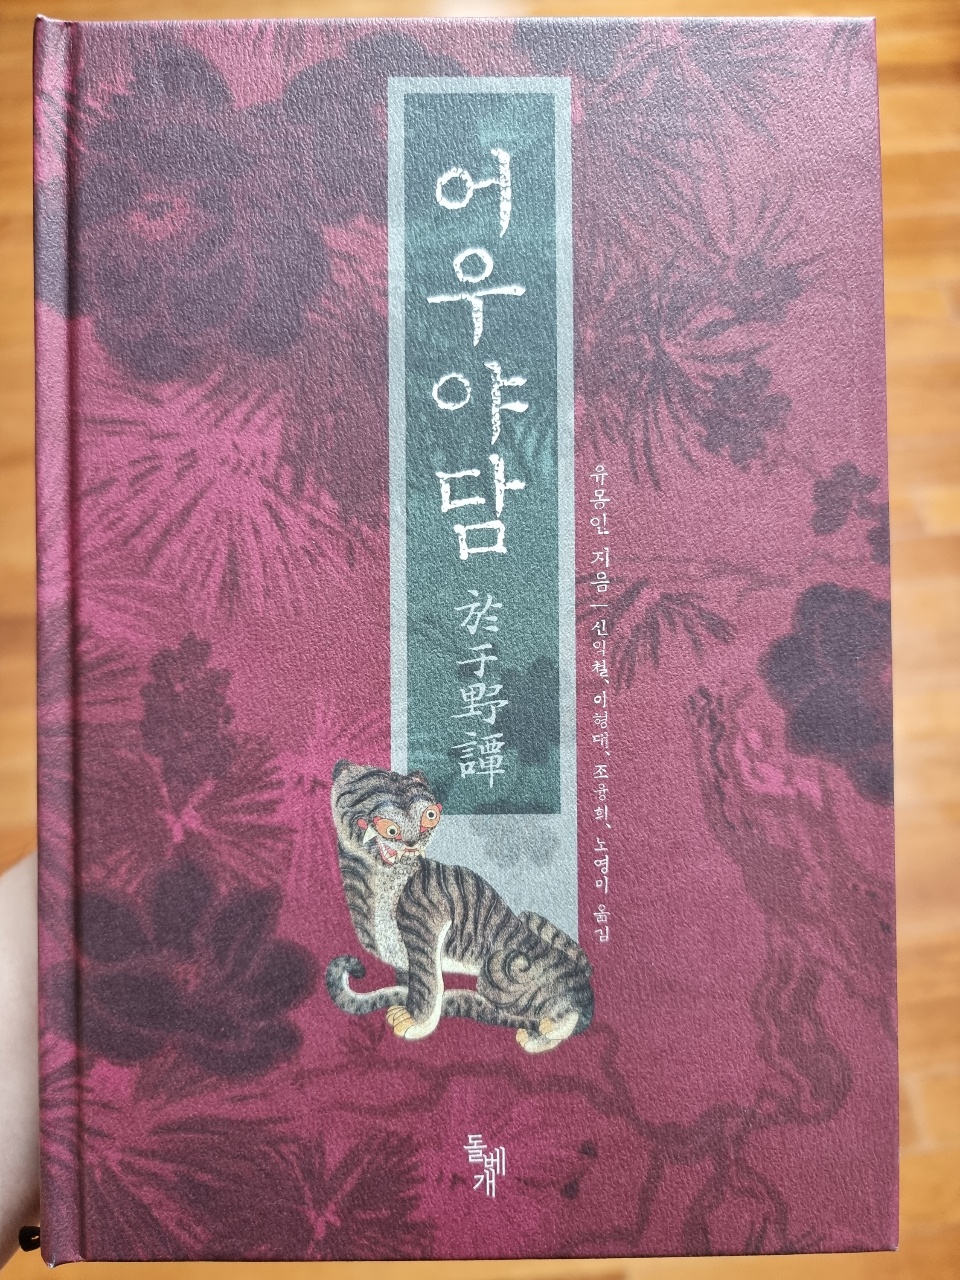 어우야담
於于野譚
유몽인 지음 | 신익철, 이형대, 조융희, 노영미 옮김
돌베개